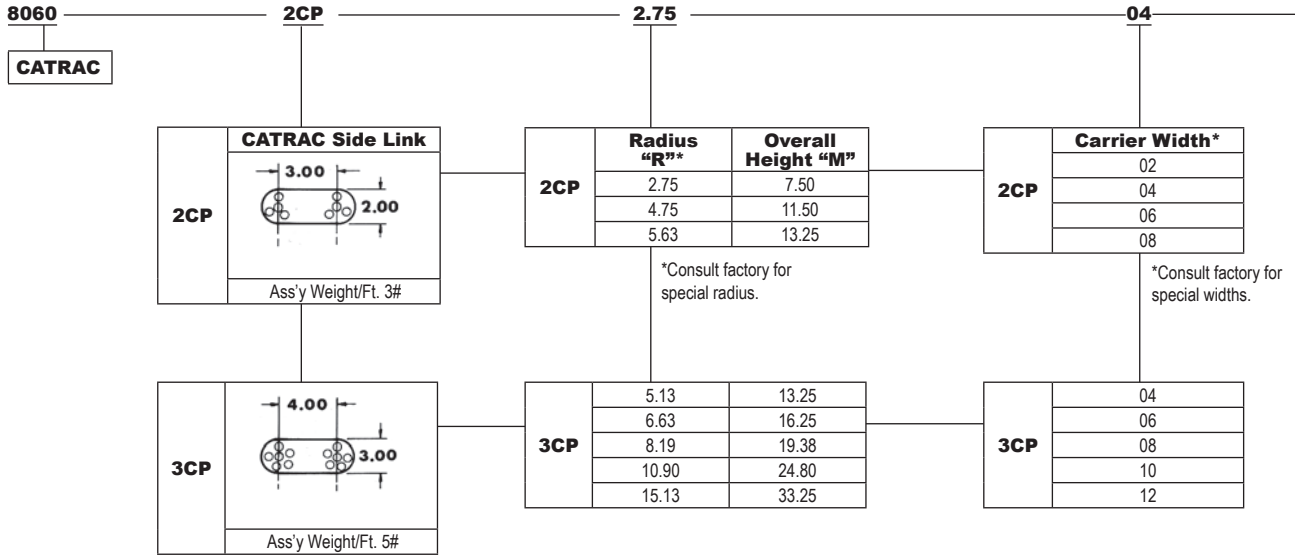 8060 2CP 2.75 04
CATRAC
2CP
CATRAC Side Link
3.00
2.00
Ass'y Weight/Ft. 3#
2CP
Radius “R”* Overall Height “M”
2.75 7.50
4.75 11.50
5.63 13.25
*Consult factory for
special radius.
2CP
Carrier Width*
02
04
06
08
*Consult factory for
special widths.
3CP
4.00
3.00
Ass'y Weight/Ft. 5#
3CP
5.13 13.25
6.63 16.25
8.19 19.38
10.90 24.80
15.13 33.25
3CP
04
06
08
10
12